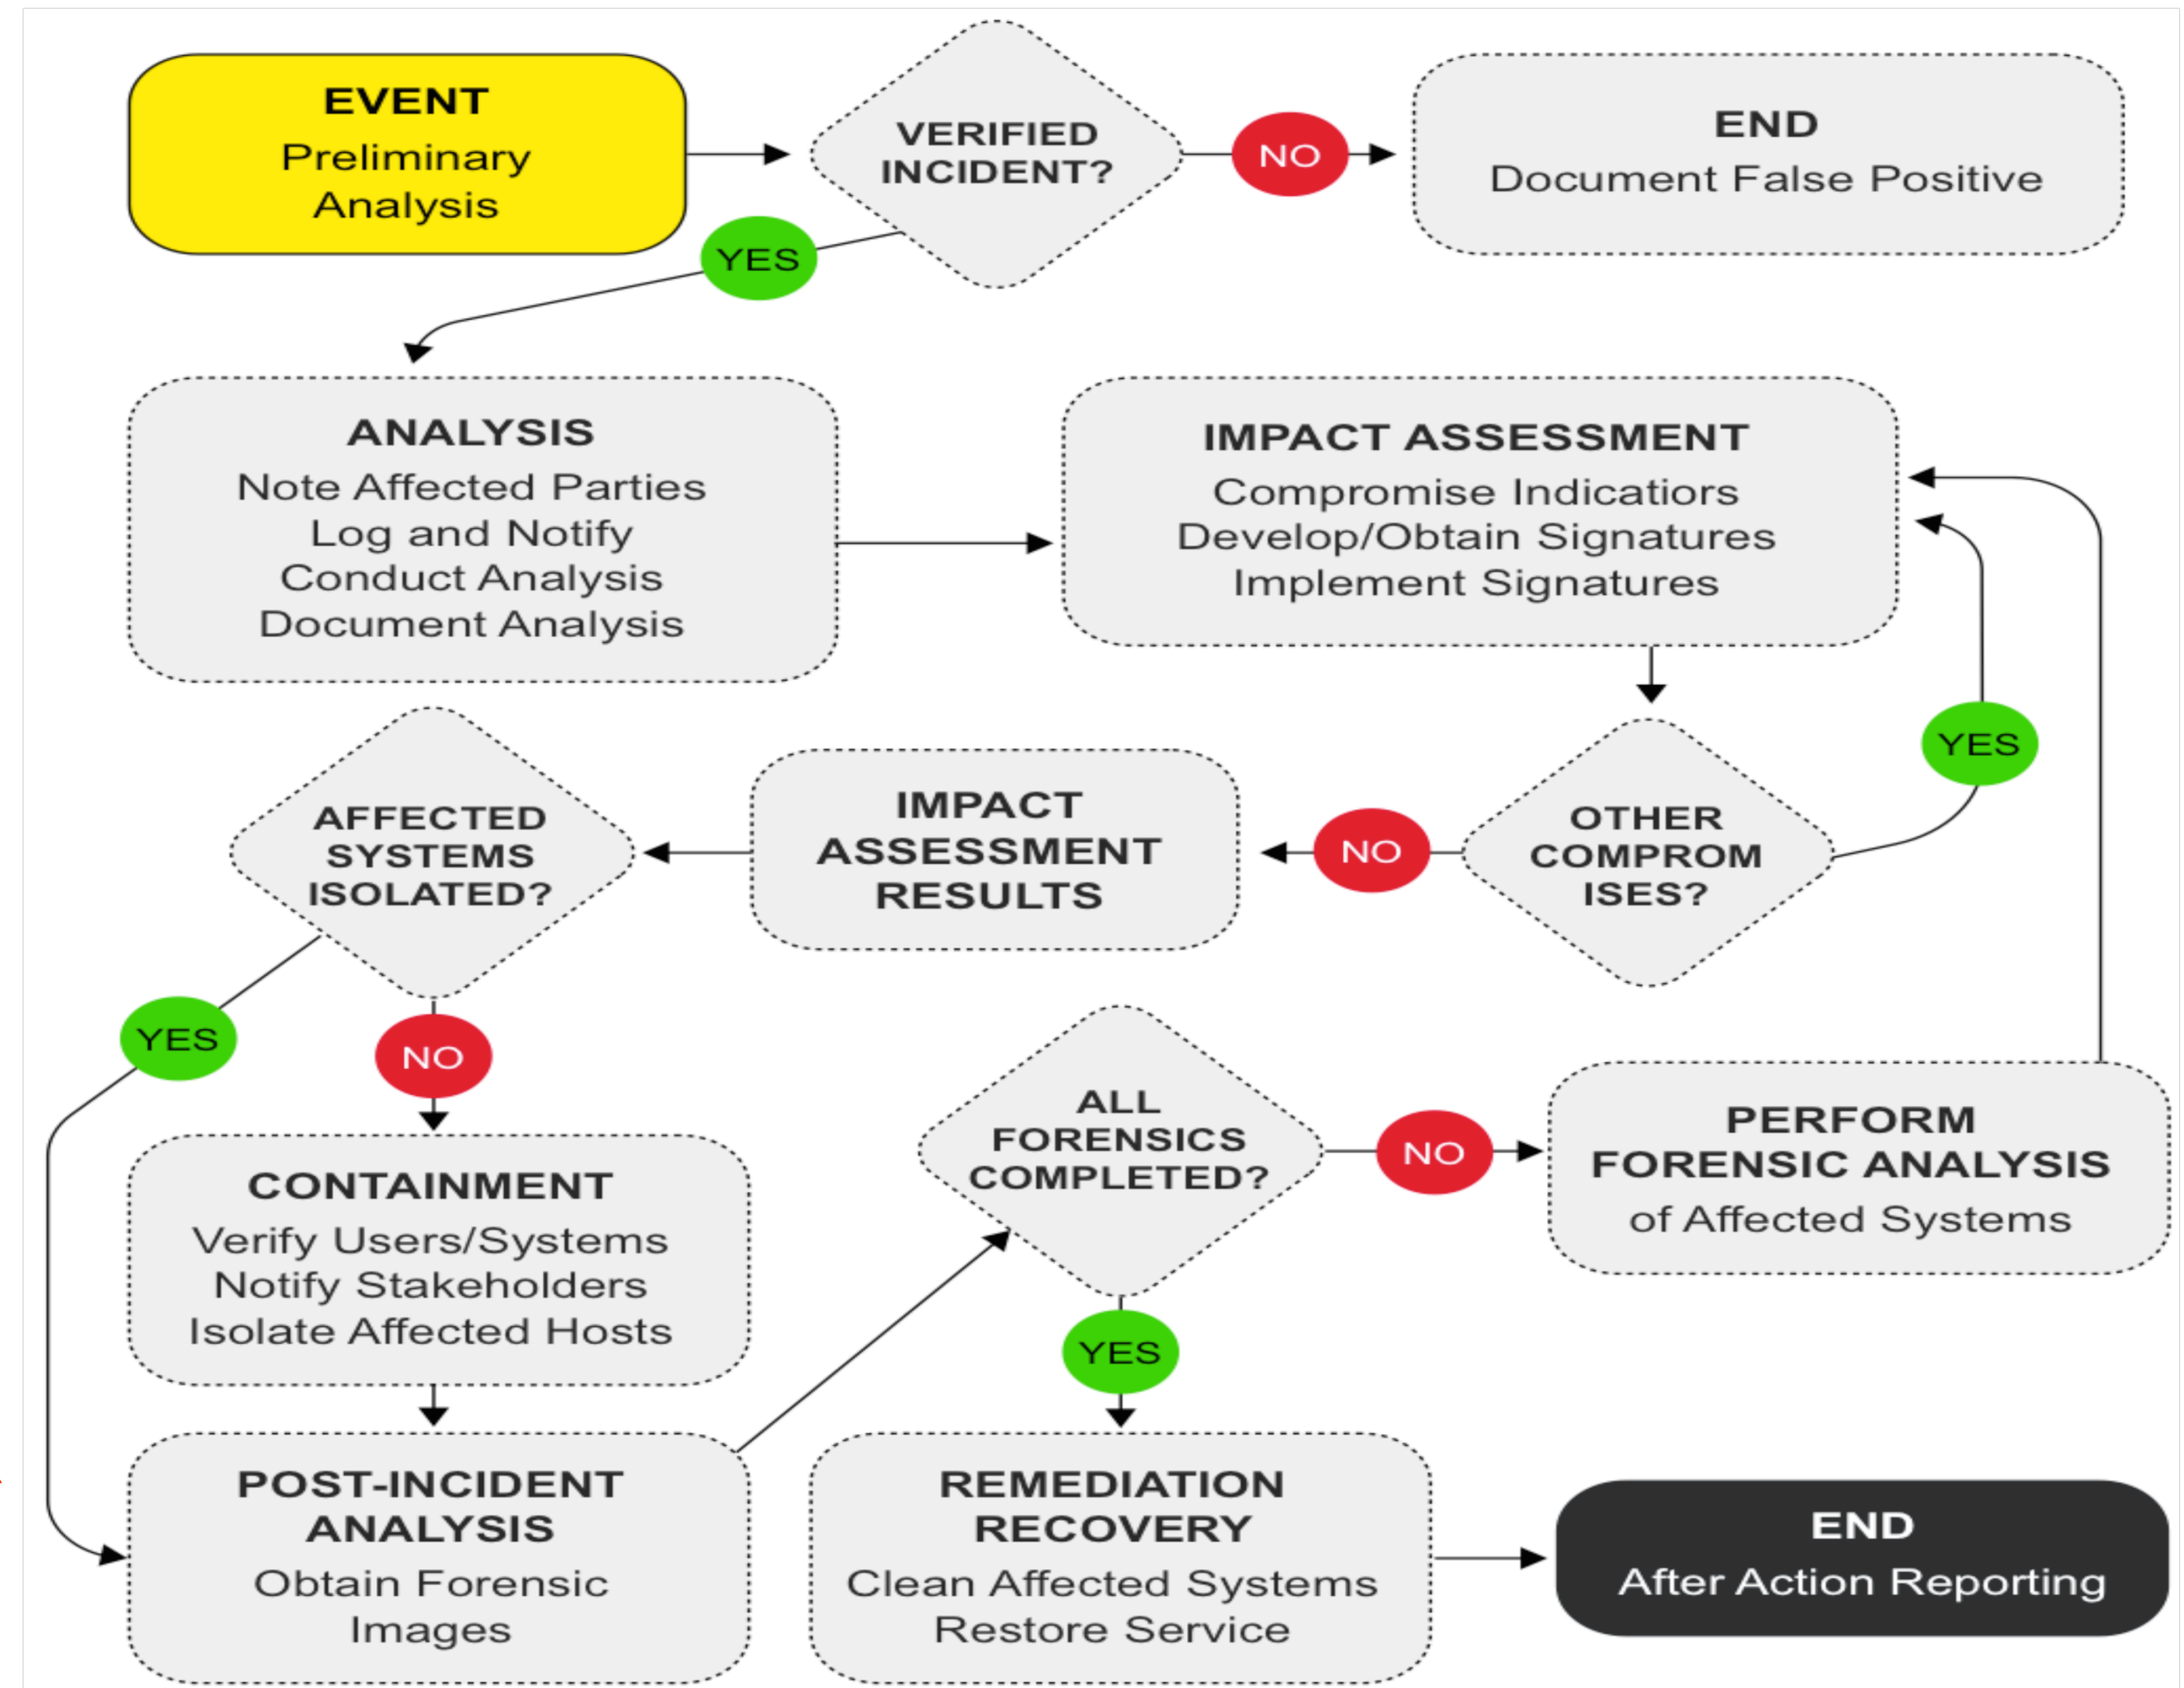 EVENT
Preliminary
Analysis
VERIFIED
INCIDENT?
NO
END
Document False Positive
YES
ANALYSIS
Note Affected Parties
Log and Notify
Conduct Analysis
Document Analysis
IMPACT ASSESSMENT
Compromise Indicatiors
Develop/Obtain Signatures
Implement Signatures
YES
OTHER
COMPROM
ISES?
NO
IMPACT
ASSESSMENT
RESULTS
AFFECTED
SYSTEMS
ISOLATED?
YES
NO
CONTAINMENT
Verify Users/Systems
Notify Stakeholders
Isolate Affected Hosts
POST-INCIDENT
ANALYSIS
Obtain Forensic
Images
ALL
FORENSICS
COMPLETED?
NO
PERFORM
FORENSIC ANALYSIS
of Affected Systems
YES
REMEDIATION
RECOVERY
Clean Affected Systems
Restore Service
END
After Action Reporting